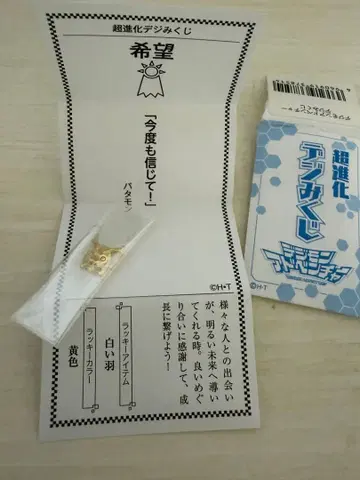 超進化デジみくじ
希望
「今度も信じて！」
パタモン
©H・T
様々な人との出会い
が、明るい未来へ導い
てくれる時。良いめぐ
り合いに感謝して、成
長に繋げよう！
ラッキーアイテム
白い羽
ラッキーカラー
黄色
超進化
デジみくじ
デジモン
アドベンチャー
©H・T